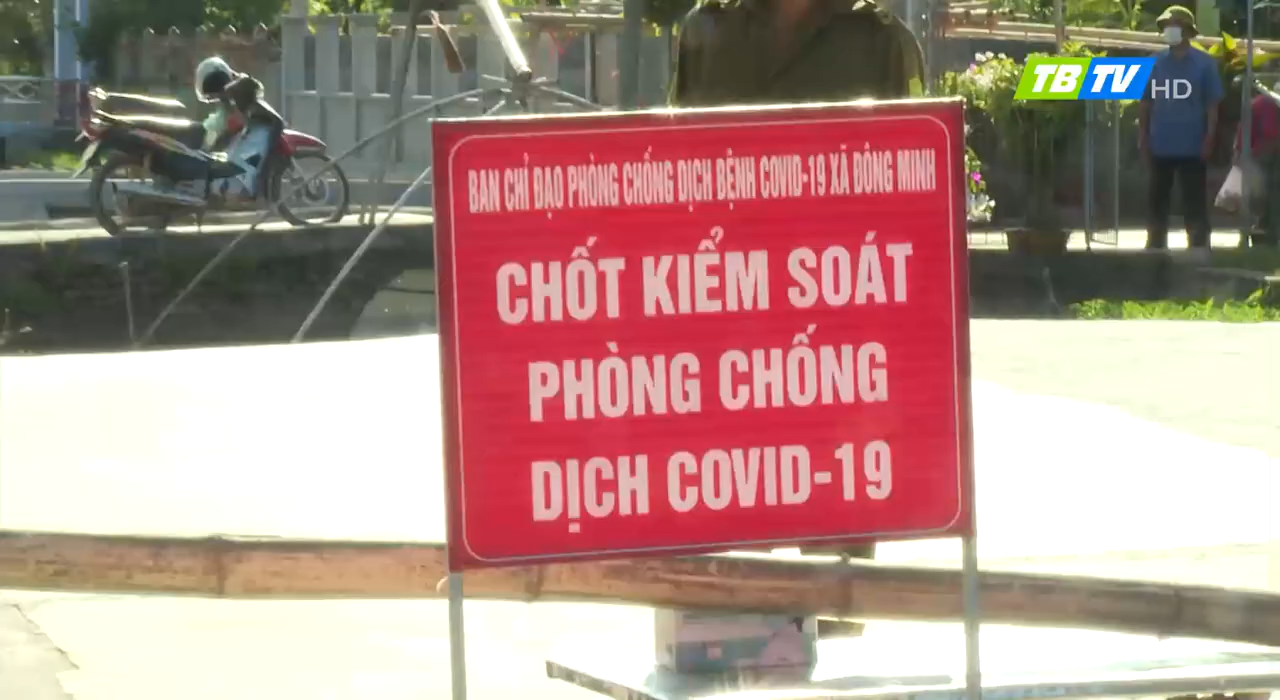 TBTV HD
BAN CHỈ ĐẠO PHÒNG CHỐNG DỊCH BỆNH COVID-19 XÃ ĐÔNG MINH
CHỐT KIỂM SOÁT
PHÒNG CHỐNG
DỊCH COVID-19